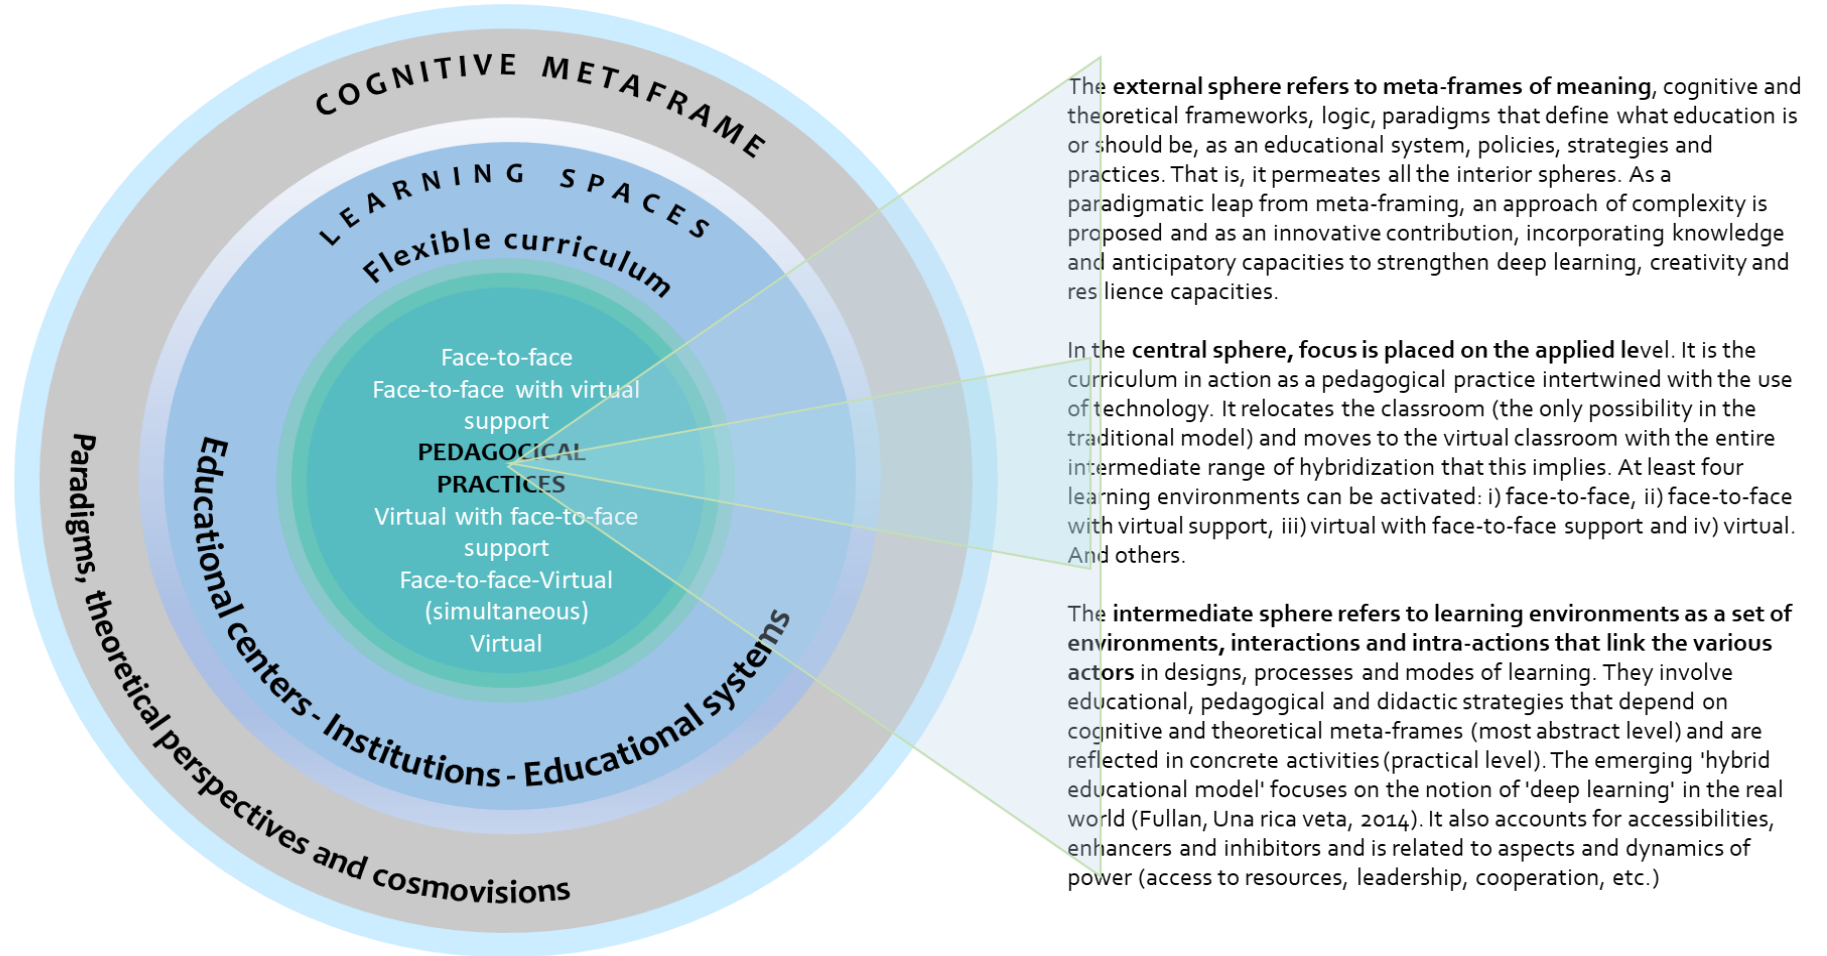 COGNITIVE METAFRAME
LEARNING SPACES
Flexible curriculum
Face-to-face
Face-to-face with virtual
support
PEDAGOCICAL
PRACTICES
Virtual with face-to-face
support
Face-to-face-Virtual
(simultaneous)
Virtual
Educational centers - Institutions - Educational systems
Paradigms, theoretical perspectives and cosmovisions
The external sphere refers to meta-frames of meaning, cognitive and
theoretical frameworks, logic, paradigms that define what education is
or should be, as an educational system, policies, strategies and
practices. That is, it permeates all the interior spheres. As a
paradigmatic leap from meta-framing, an approach of complexity is
proposed and as an innovative contribution, incorporating knowledge
and anticipatory capacities to strengthen deep learning, creativity and
resilience capacities.
In the central sphere, focus is placed on the applied level. It is the
curriculum in action as a pedagogical practice intertwined with the use
of technology. It relocates the classroom (the only possibility in the
traditional model) and moves to the virtual classroom with the entire
intermediate range of hybridization that this implies. At least four
learning environments can be activated: i) face-to-face, ii) face-to-face
with virtual support, iii) virtual with face-to-face support and iv) virtual.
And others.
The intermediate sphere refers to learning environments as a set of
environments, interactions and intra-actions that link the various
actors in designs, processes and modes of learning. They involve
educational, pedagogical and didactic strategies that depend on
cognitive and theoretical meta-frames (most abstract level) and are
reflected in concrete activities (practical level). The emerging 'hybrid
educational model' focuses on the notion of 'deep learning' in the real
world (Fullan, Una rica veta, 2014). It also accounts for accessibilities,
enhancers and inhibitors and is related to aspects and dynamics of
power (access to resources, leadership, cooperation, etc.)